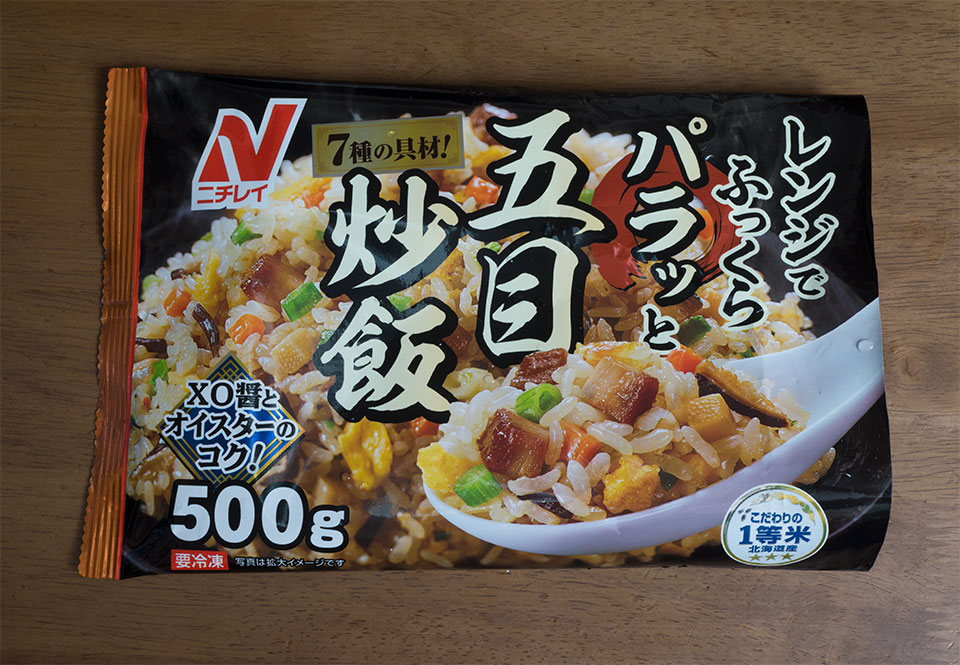 レンジで
ふっくら
パラッと
五目
炒飯
7種の具材!
ニチレイ
XO醤と
オイスターの
コク!
500g
要冷凍
写真は拡大イメージです
こだわりの
1等米
北海道産